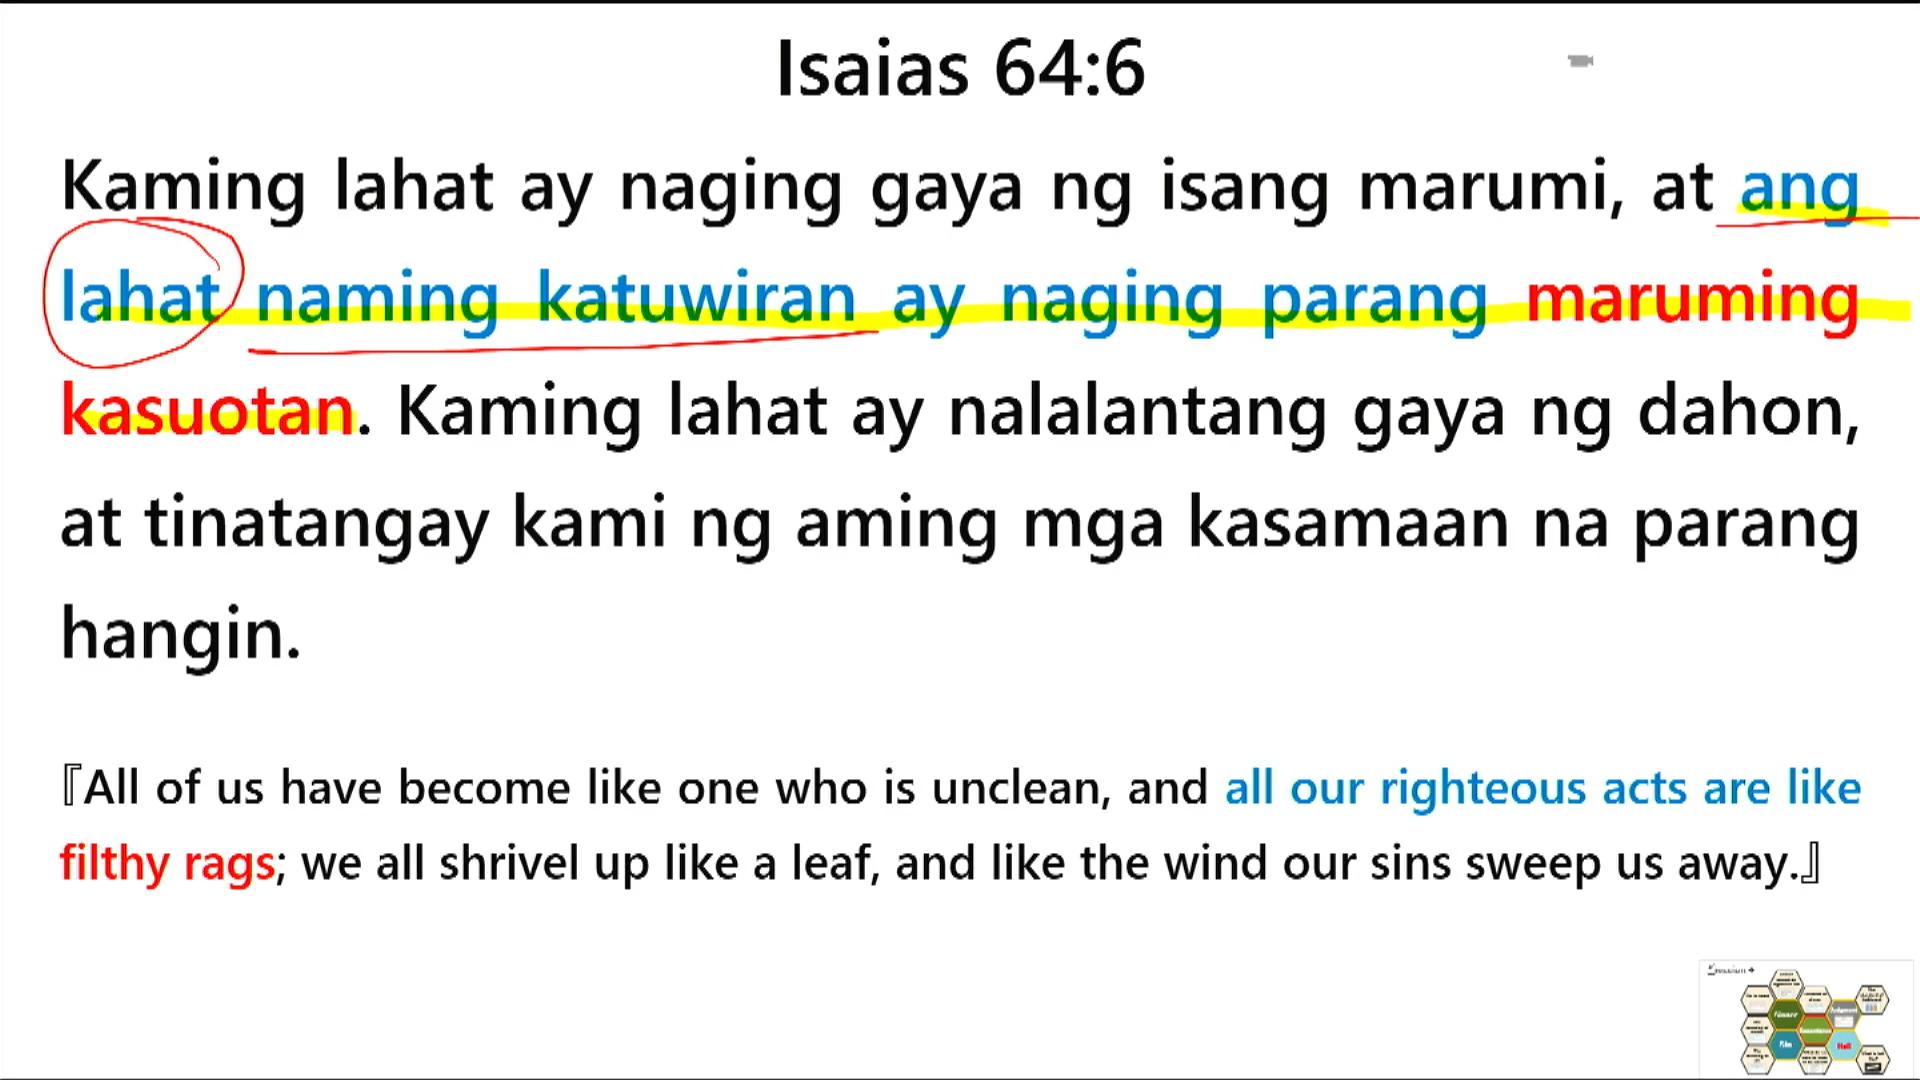 Isaias 64:6
Kaming lahat ay naging gaya ng isang marumi, at ang
lahat naming katuwiran ay naging parang maruming
kasuotan. Kaming lahat ay nalalantang gaya ng dahon,
at tinatangay kami ng aming mga kasamaan na parang
hangin.
『All of us have become like one who is unclean, and all our righteous acts are like
filthy rags; we all shrivel up like a leaf, and like the wind our sins sweep us away.』
Hell